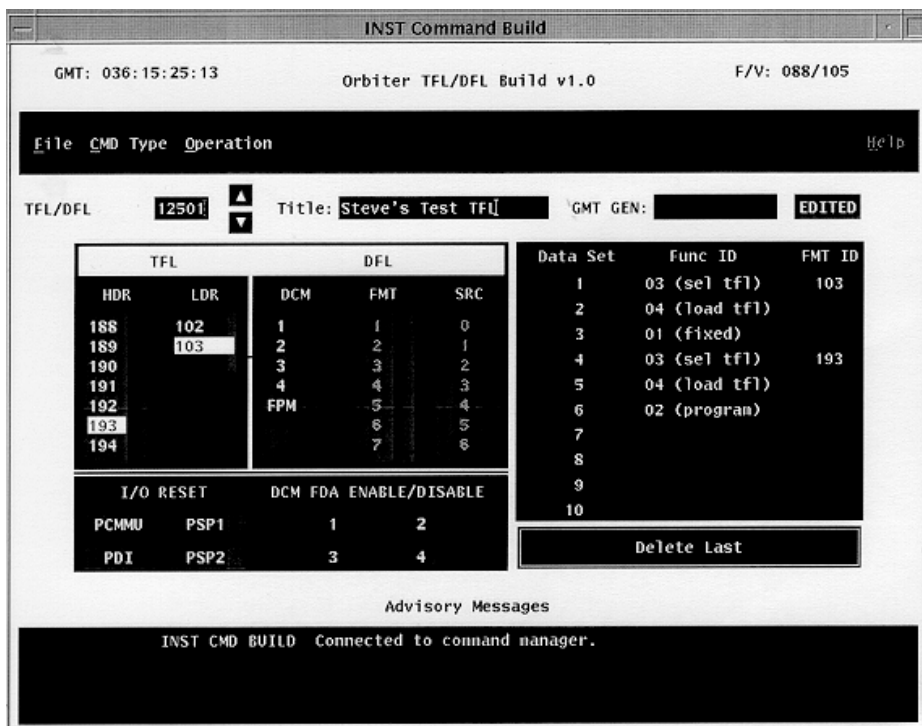 INST Command Build
GMT: 036:15:25:13 Orbiter TFL/DFL Build v1.0 F/V: 088/105
File CMD Type Operation Help
TFL/DFL 12501 Title: Steve's Test TFL GMT GEN: EDITED
TFL DFL
HDR LDR DCM FMT SRC
188 102 1 1 0
189 103 2 2 1
190 3 3 2
191 4 4 3
192 FPM 5 4
193 6 5
194 7 6
Data Set Func ID FMT ID
1 03 (sel tfl) 103
2 04 (load tfl)
3 01 (fixed)
4 03 (sel tfl) 193
5 04 (load tfl)
6 02 (program)
7
8
9
10
I/O RESET DCM FDA ENABLE/DISABLE
PCMMU PSP1 1 2
PDI PSP2 3 4
Delete Last
Advisory Messages
INST CMD BUILD Connected to command manager.